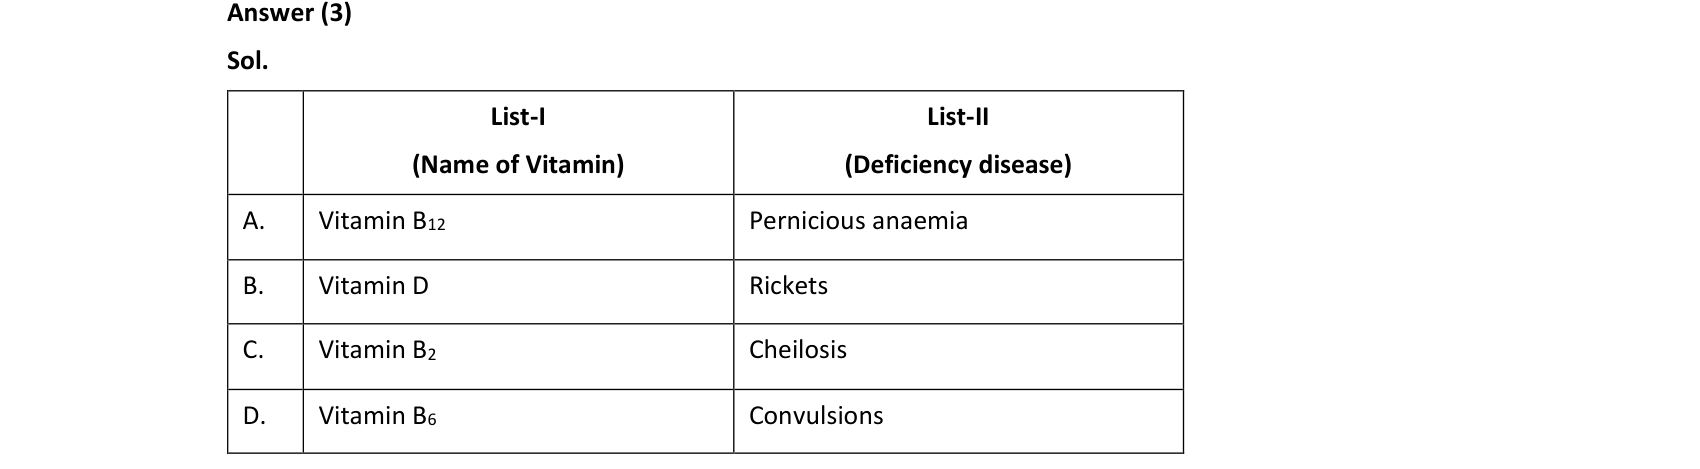 Answer (3)
Sol.
List-I
(Name of Vitamin)
List-II
(Deficiency disease)
A. Vitamin B₁₂ Pernicious anaemia
B. Vitamin D Rickets
C. Vitamin B₂ Cheilosis
D. Vitamin B₆ Convulsions